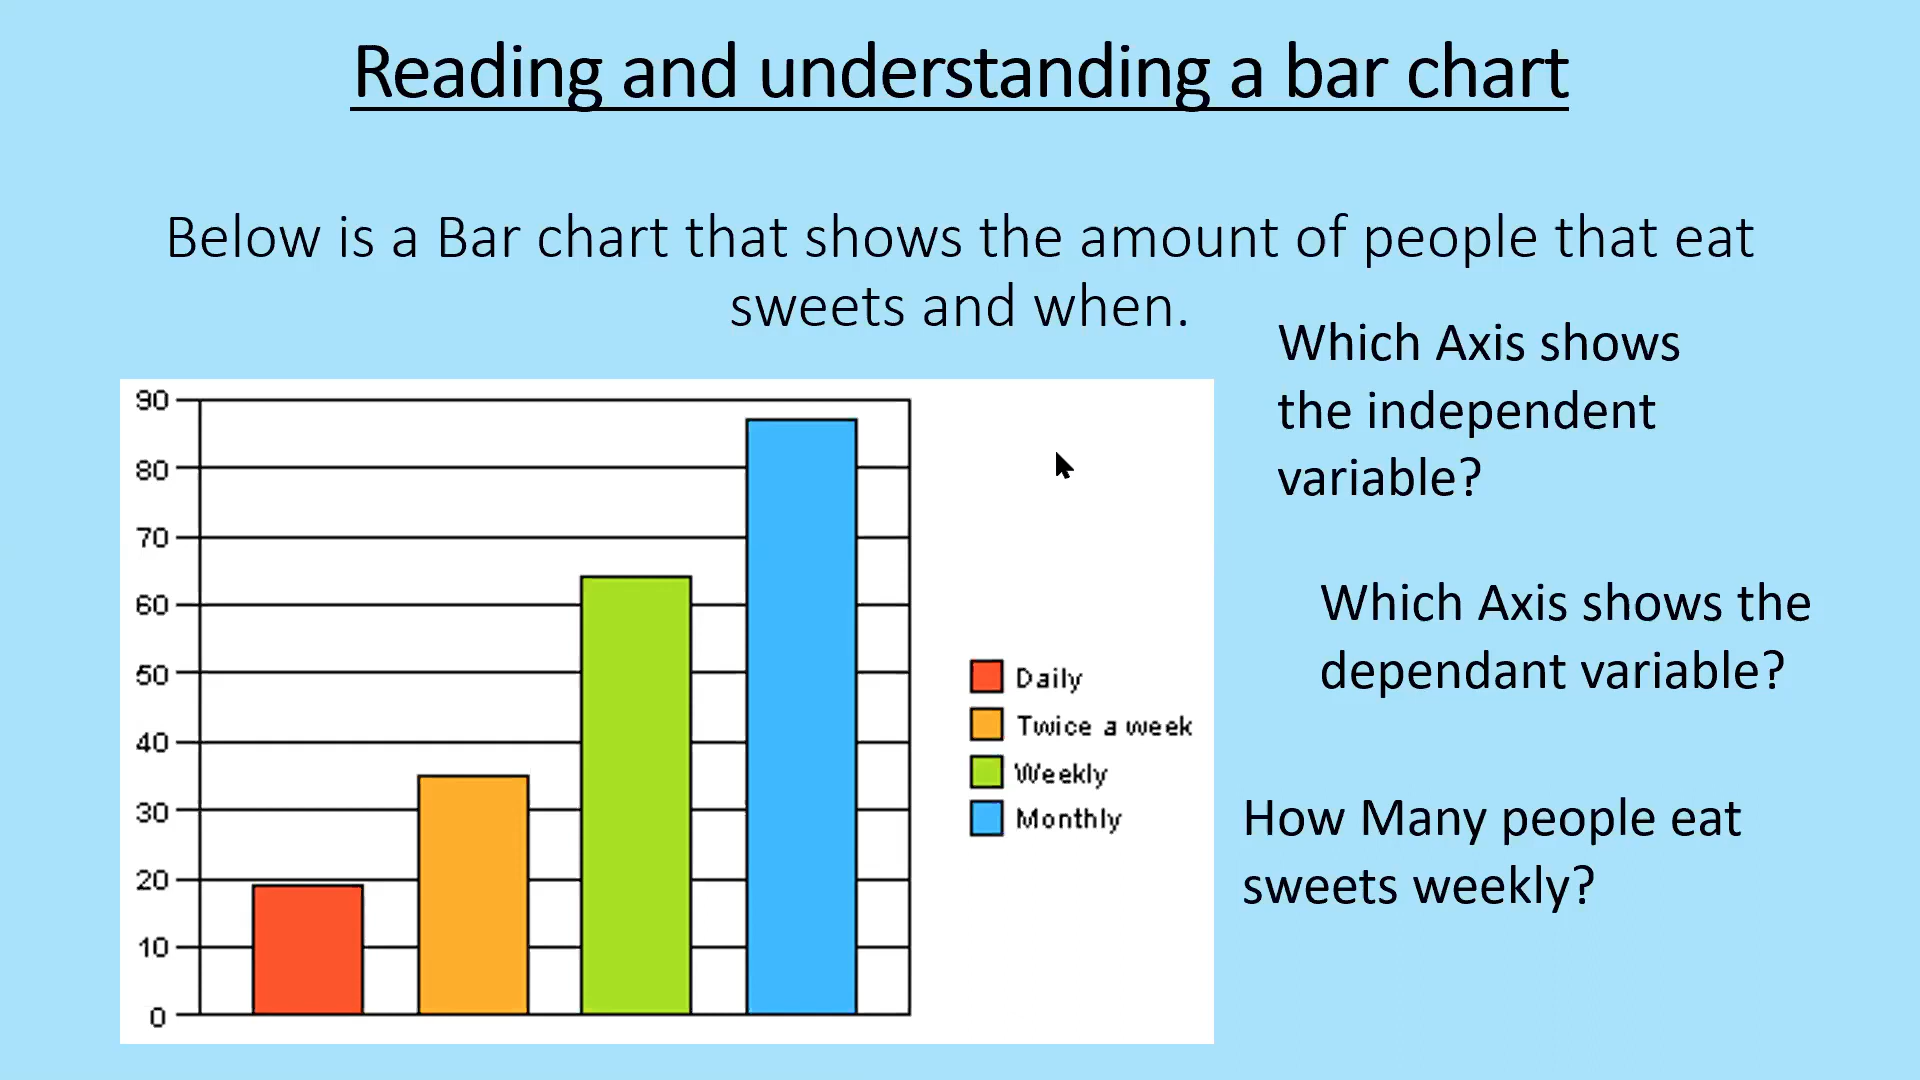 Reading and understanding a bar chart
Below is a Bar chart that shows the amount of people that eat
sweets and when.
90
80
70
60
50
40
30
20
10
0
Daily
Twice a week
Weekly
Monthly
Which Axis shows
the independent
variable?
Which Axis shows the
dependant variable?
How Many people eat
sweets weekly?